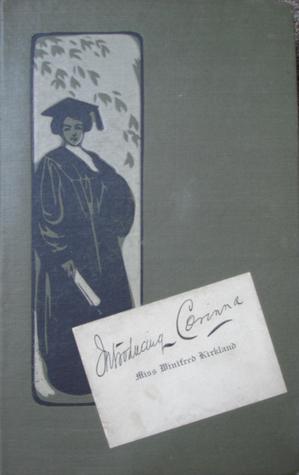 Introducing Corinna
Miss Winifred Kirkland